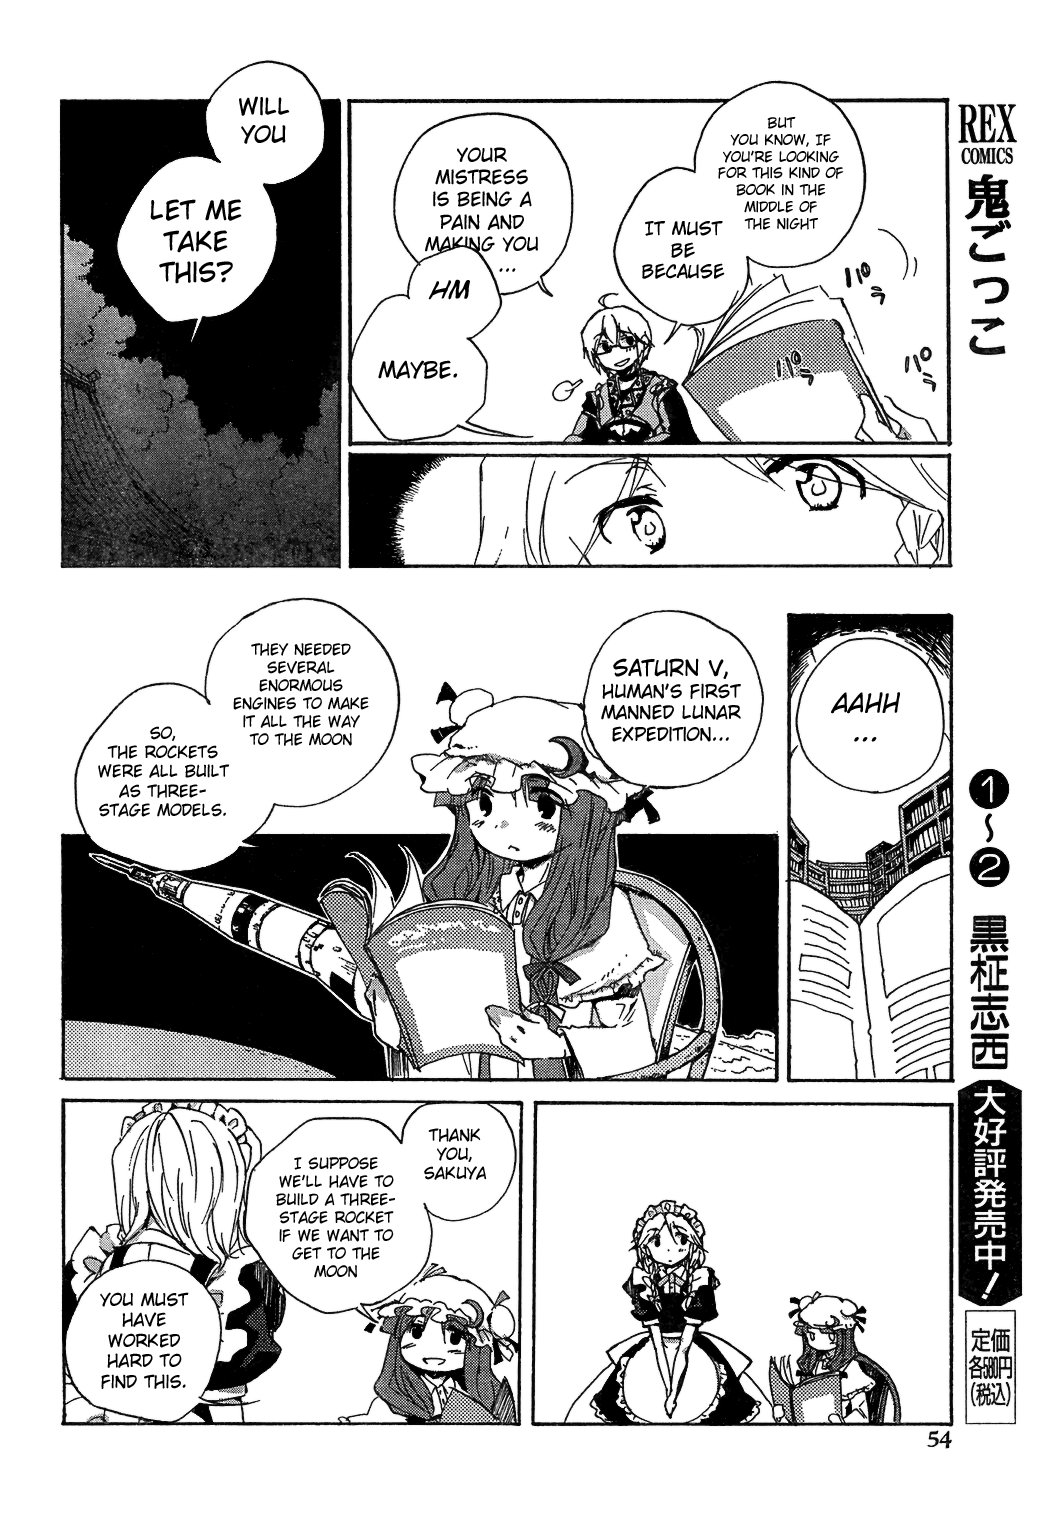 BUT
YOU KNOW, IF
YOU'RE LOOKING
FOR THIS KIND OF
BOOK IN THE
MIDDLE OF
THE NIGHT
IT MUST
BE
BECAUSE
YOUR
MISTRESS
IS BEING A
PAIN AND
MAKING YOU
...
HM
MAYBE.
パラ
パラ
パラ
WILL
YOU
LET ME
TAKE
THIS?
AAHH
...
SATURN V,
HUMAN'S FIRST
MANNED LUNAR
EXPEDITION...
THEY NEEDED
SEVERAL
ENORMOUS
ENGINES TO MAKE
IT ALL THE WAY
TO THE MOON
SO,
THE ROCKETS
WERE ALL BUILT
AS THREE-
STAGE MODELS.
THANK
YOU,
SAKUYA
I SUPPOSE
WE'LL HAVE TO
BUILD A THREE-
STAGE ROCKET
IF WE WANT TO
GET TO THE
MOON
YOU MUST
HAVE
WORKED
HARD TO
FIND THIS.
REX
COMICS
鬼ごっこ
1~2
黒柾志西
大好評発売中!
定価
各580円
(税込)
54